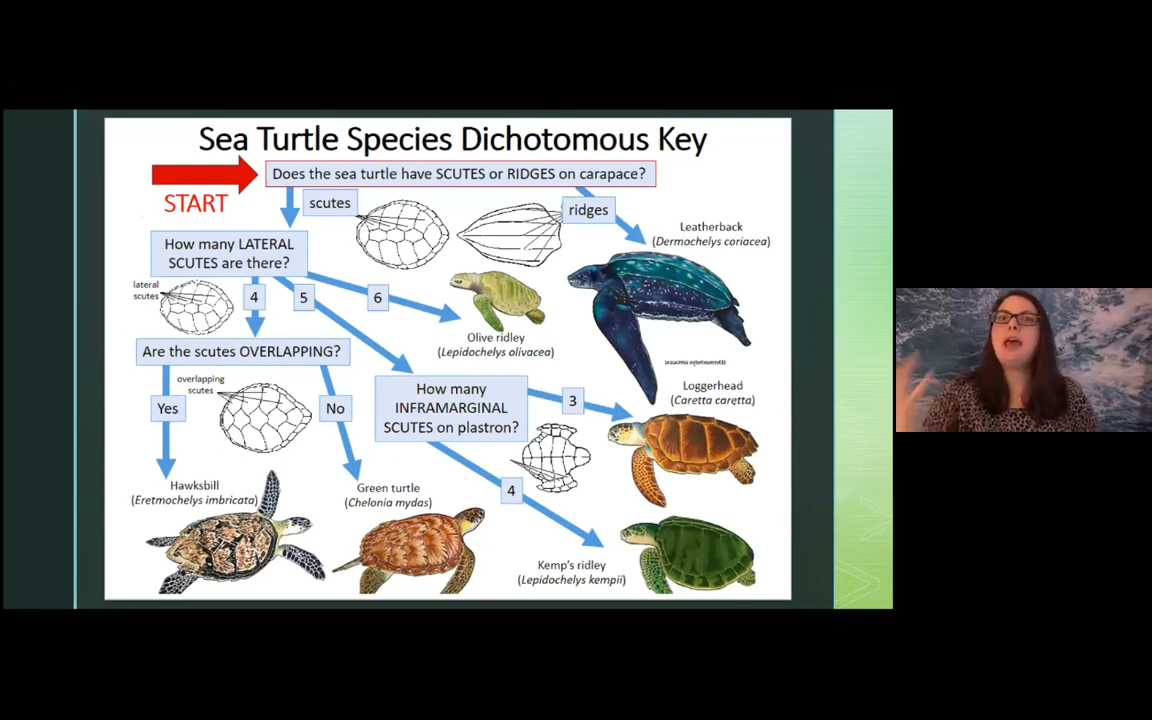 Sea Turtle Species Dichotomous Key
START
Does the sea turtle have SCUTES or RIDGES on carapace?
scutes
ridges
Leatherback
(Dermochelys coriacea)
How many LATERAL
SCUTES are there?
lateral
scutes
4
5
6
Olive ridley
(Lepidochelys olivacea)
Are the scutes OVERLAPPING?
overlapping
scutes
Yes
No
How many
INFRAMARGINAL
SCUTES on plastron?
3
4
Loggerhead
(Caretta caretta)
Hawksbill
(Eretmochelys imbricata)
Green turtle
(Chelonia mydas)
Kemp's ridley
(Lepidochelys kempii)